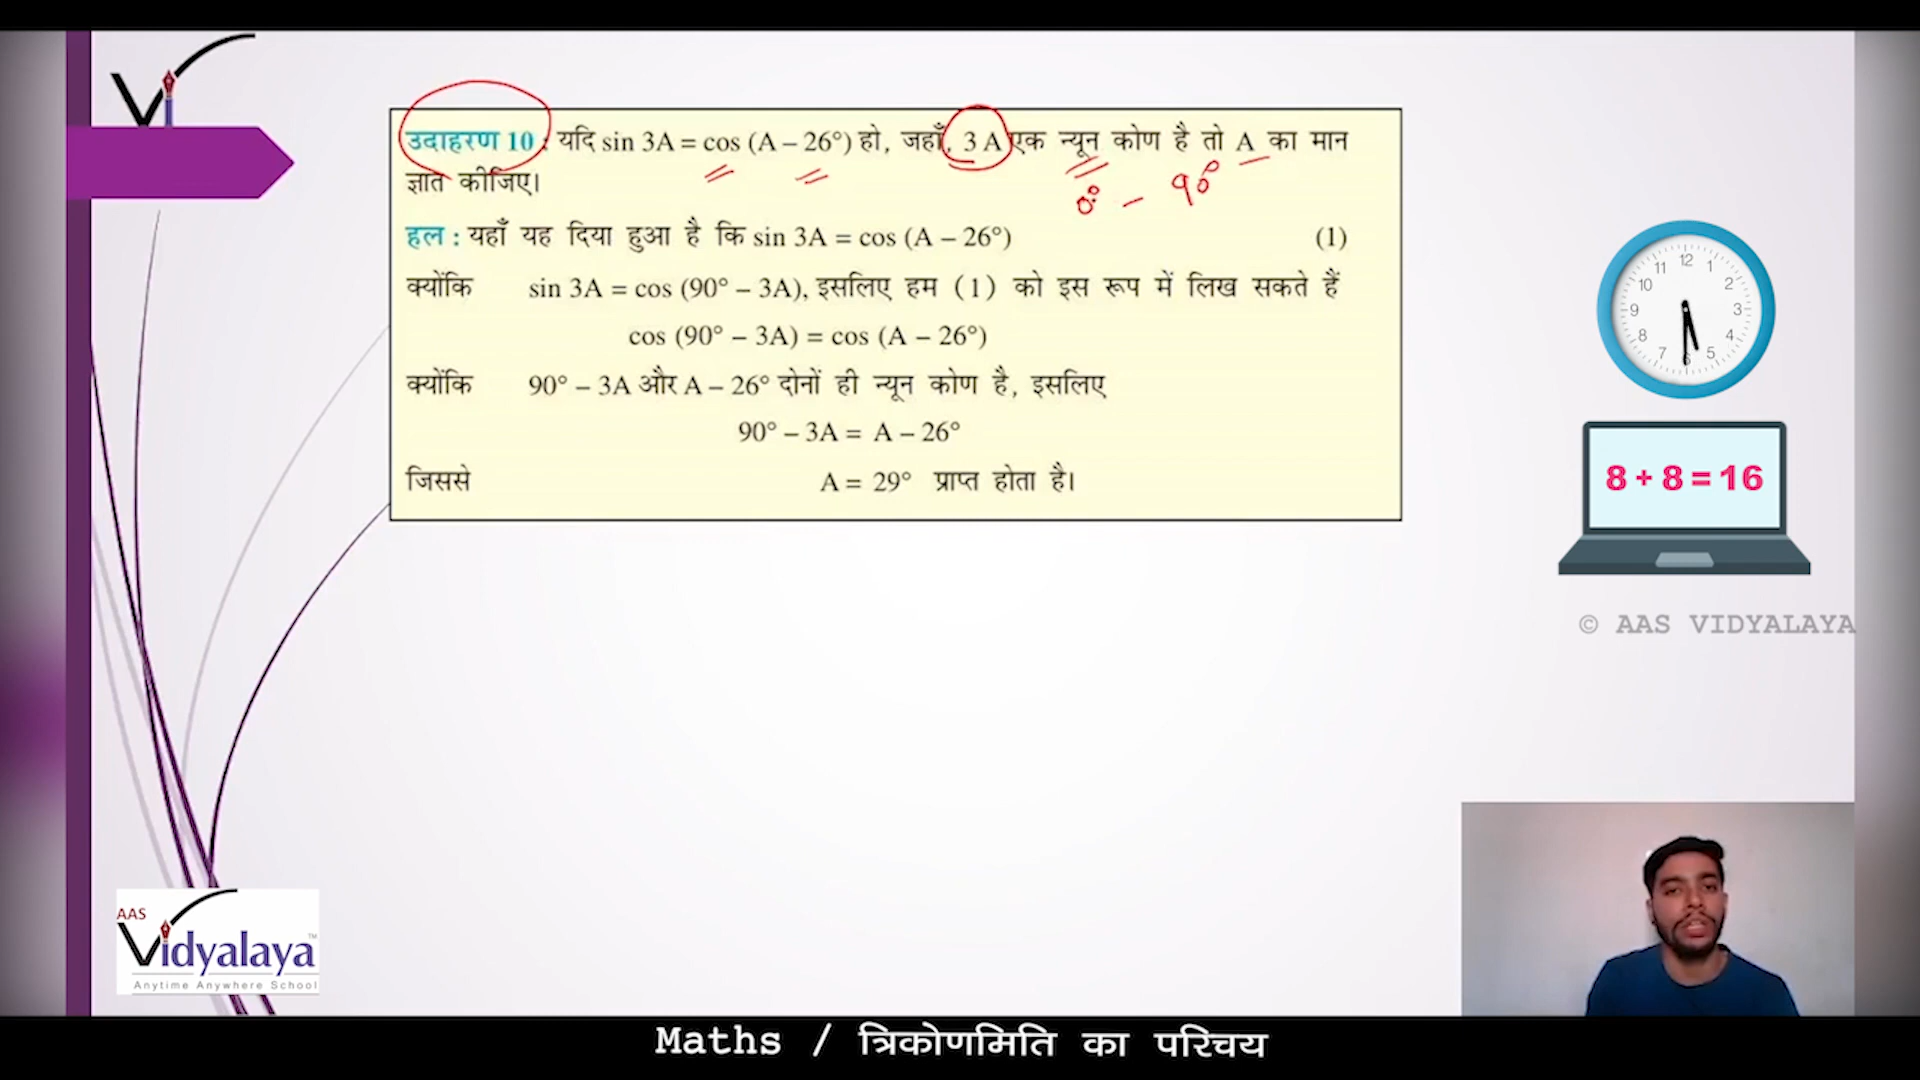 Vi
उदाहरण 10 : यदि sin 3A = cos (A – 26°) हो, जहाँ, 3 A एक न्यून कोण है तो A का मान
ज्ञात कीजिए।
0° – 90°
हल : यहाँ यह दिया हुआ है कि sin 3A = cos (A – 26°) (1)
क्योंकि sin 3A = cos (90° – 3A), इसलिए हम (1) को इस रूप में लिख सकते हैं
cos (90° – 3A) = cos (A – 26°)
क्योंकि 90° – 3A और A – 26° दोनों ही न्यून कोण है, इसलिए
90° – 3A = A – 26°
जिससे A = 29° प्राप्त होता है।
12 1 2 3 4 5 6 7 8 9 10 11
8 + 8 = 16
© AAS VIDYALAYA
AAS
Vidyalaya™
Anytime Anywhere School
Maths / त्रिकोणमिति का परिचय